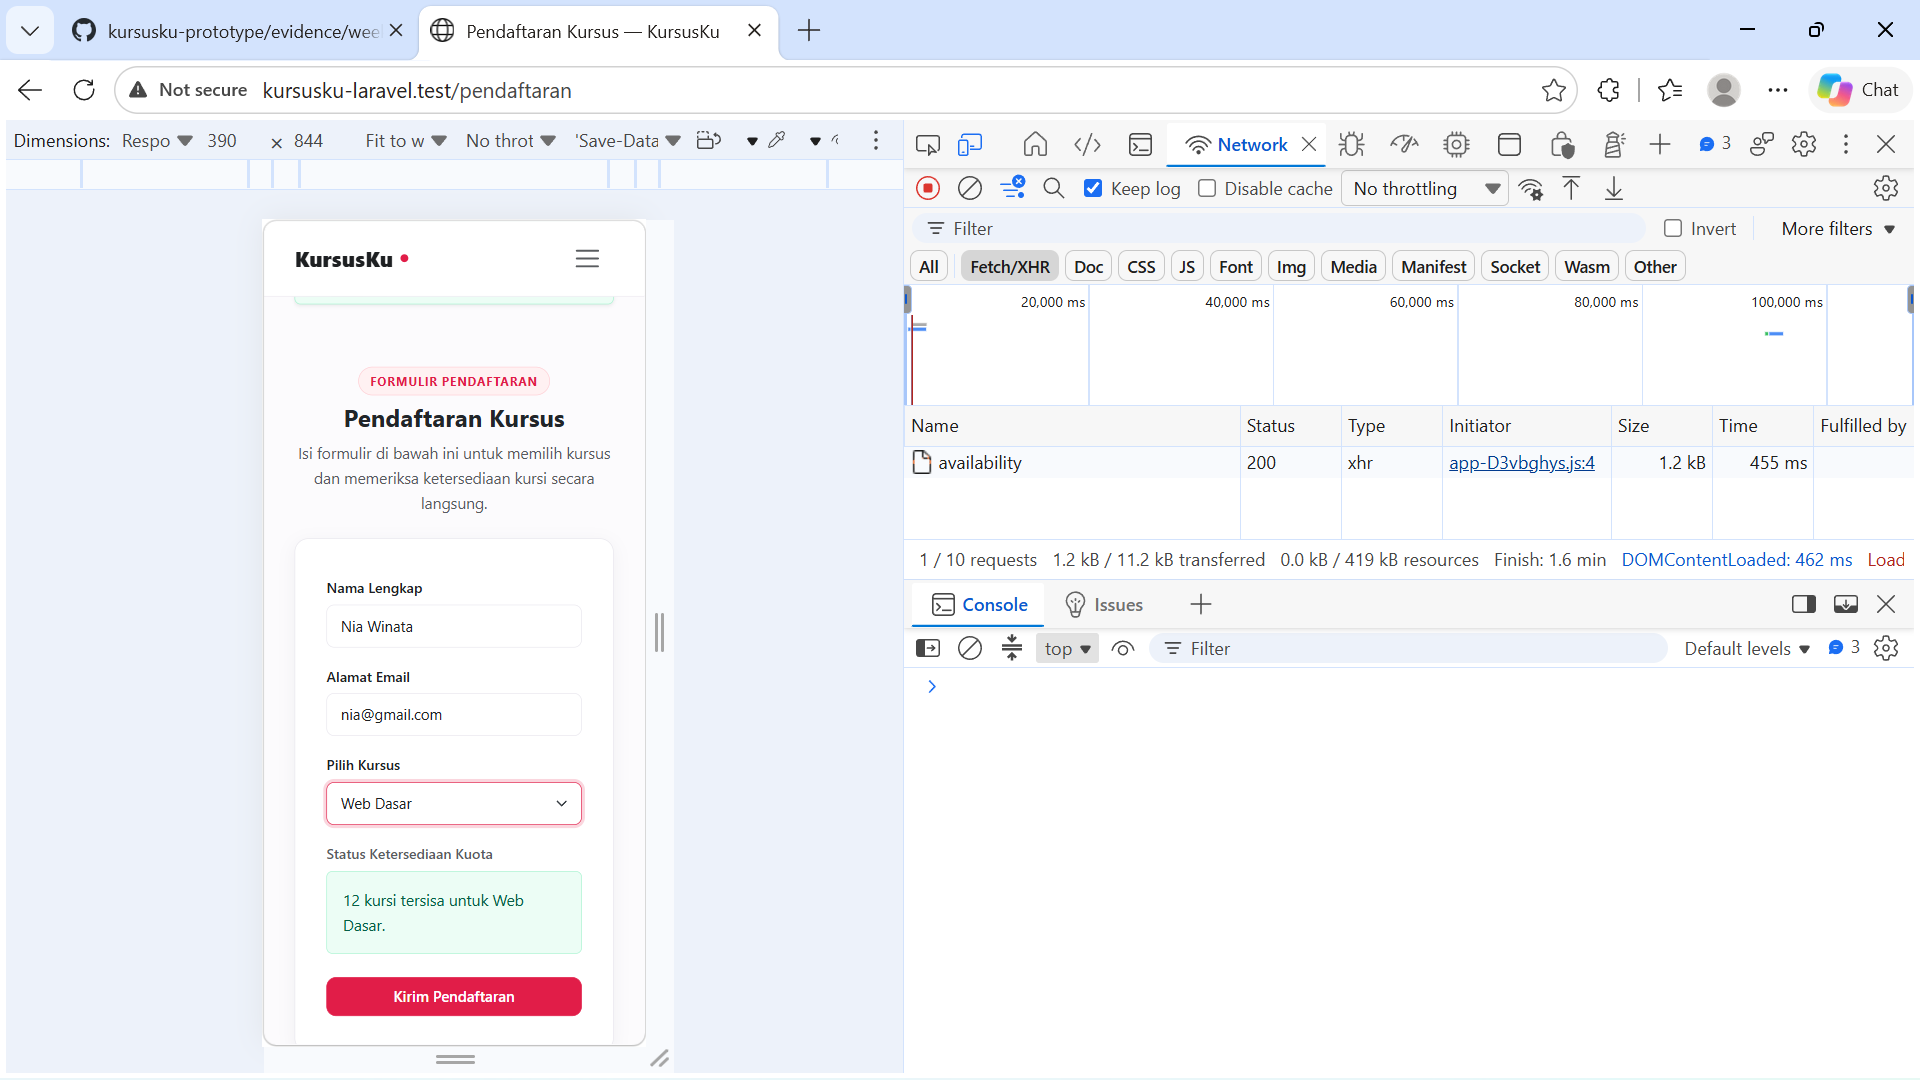 kursusku-prototype/evidence/wee
Pendaftaran Kursus — KursusKu
Not secure
kursusku-laravel.test/pendaftaran
Chat
Dimensions: Respo 390 × 844 Fit to w No throt 'Save-Data
KursusKu
FORMULIR PENDAFTARAN
Pendaftaran Kursus
Isi formulir di bawah ini untuk memilih kursus
dan memeriksa ketersediaan kursi secara
langsung.
Nama Lengkap
Nia Winata
Alamat Email
nia@gmail.com
Pilih Kursus
Web Dasar
Status Ketersediaan Kuota
12 kursi tersisa untuk Web
Dasar.
Kirim Pendaftaran
Network
3
Keep log Disable cache No throttling
Filter Invert More filters
All Fetch/XHR Doc CSS JS Font Img Media Manifest Socket Wasm Other
20,000 ms 40,000 ms 60,000 ms 80,000 ms 100,000 ms
Name Status Type Initiator Size Time Fulfilled by
availability 200 xhr app-D3vbghys.js:4 1.2 kB 455 ms
1 / 10 requests 1.2 kB / 11.2 kB transferred 0.0 kB / 419 kB resources Finish: 1.6 min DOMContentLoaded: 462 ms Load
Console Issues
top Filter Default levels 3